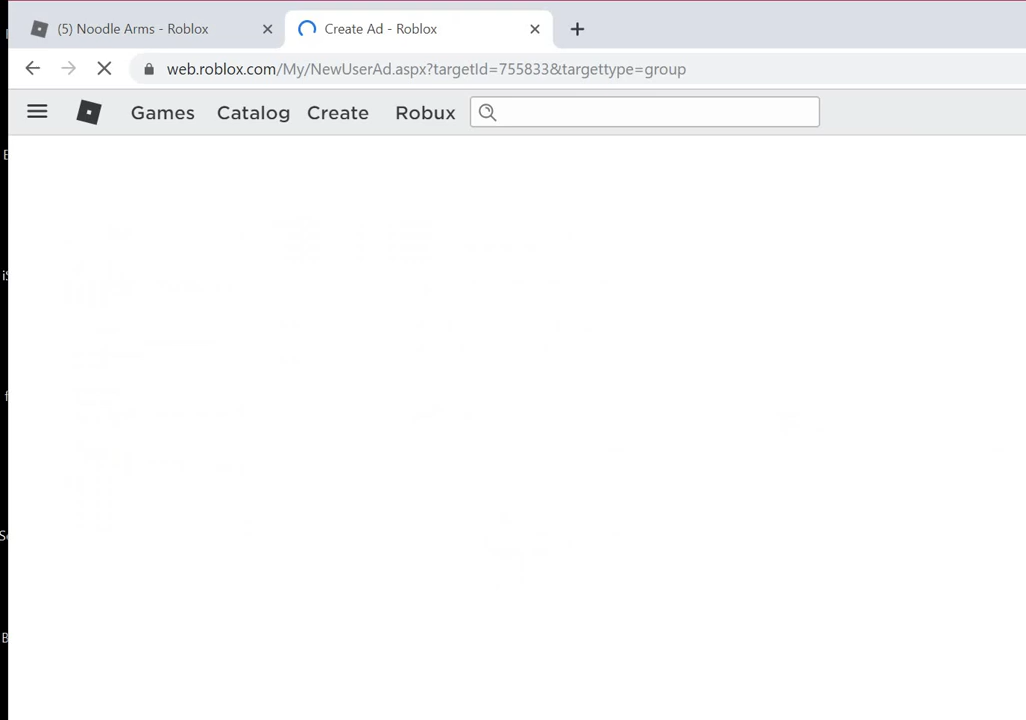 (5) Noodle Arms - Roblox
Create Ad - Roblox
web.roblox.com/My/NewUserAd.aspx?targetId=755833&targettype=group
Games Catalog Create Robux